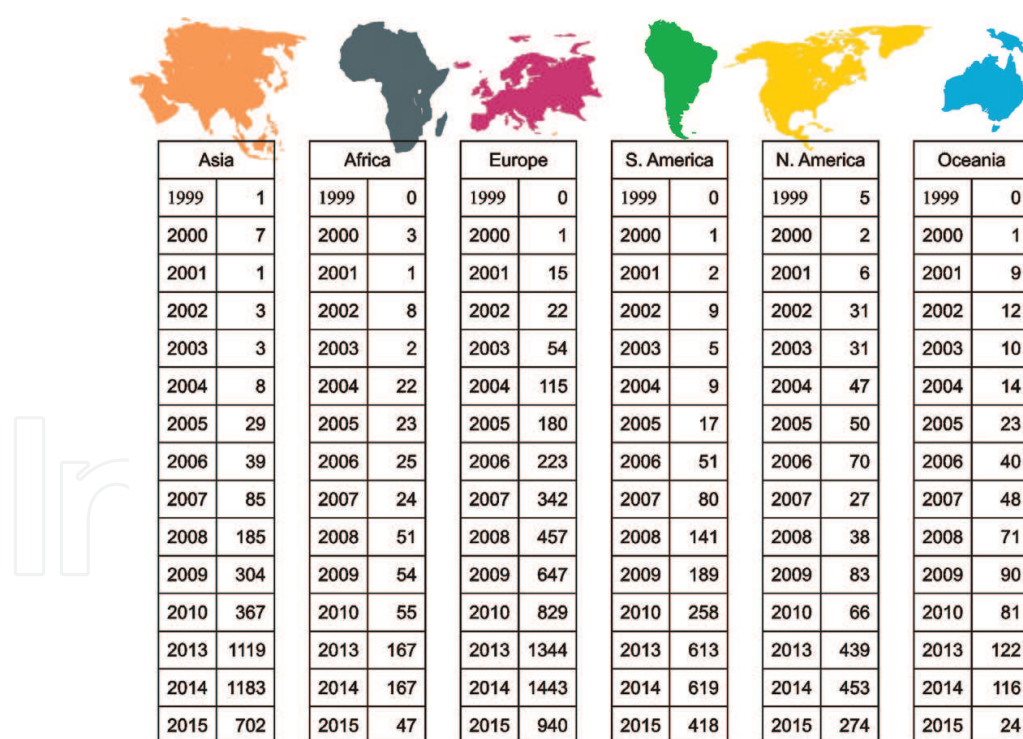 Asia Africa Europe S. America N. America Oceania
1999 1 1999 0 1999 0 1999 0 1999 5 1999 0
2000 7 2000 3 2000 1 2000 1 2000 2 2000 1
2001 1 2001 1 2001 15 2001 2 2001 6 2001 9
2002 3 2002 8 2002 22 2002 9 2002 31 2002 12
2003 3 2003 2 2003 54 2003 5 2003 31 2003 10
2004 8 2004 22 2004 115 2004 9 2004 47 2004 14
2005 29 2005 23 2005 180 2005 17 2005 50 2005 23
2006 39 2006 25 2006 223 2006 51 2006 70 2006 40
2007 85 2007 24 2007 342 2007 80 2007 27 2007 48
2008 185 2008 51 2008 457 2008 141 2008 38 2008 71
2009 304 2009 54 2009 647 2009 189 2009 83 2009 90
2010 367 2010 55 2010 829 2010 258 2010 66 2010 81
2013 1119 2013 167 2013 1344 2013 613 2013 439 2013 122
2014 1183 2014 167 2014 1443 2014 619 2014 453 2014 116
2015 702 2015 47 2015 940 2015 418 2015 274 2015 24